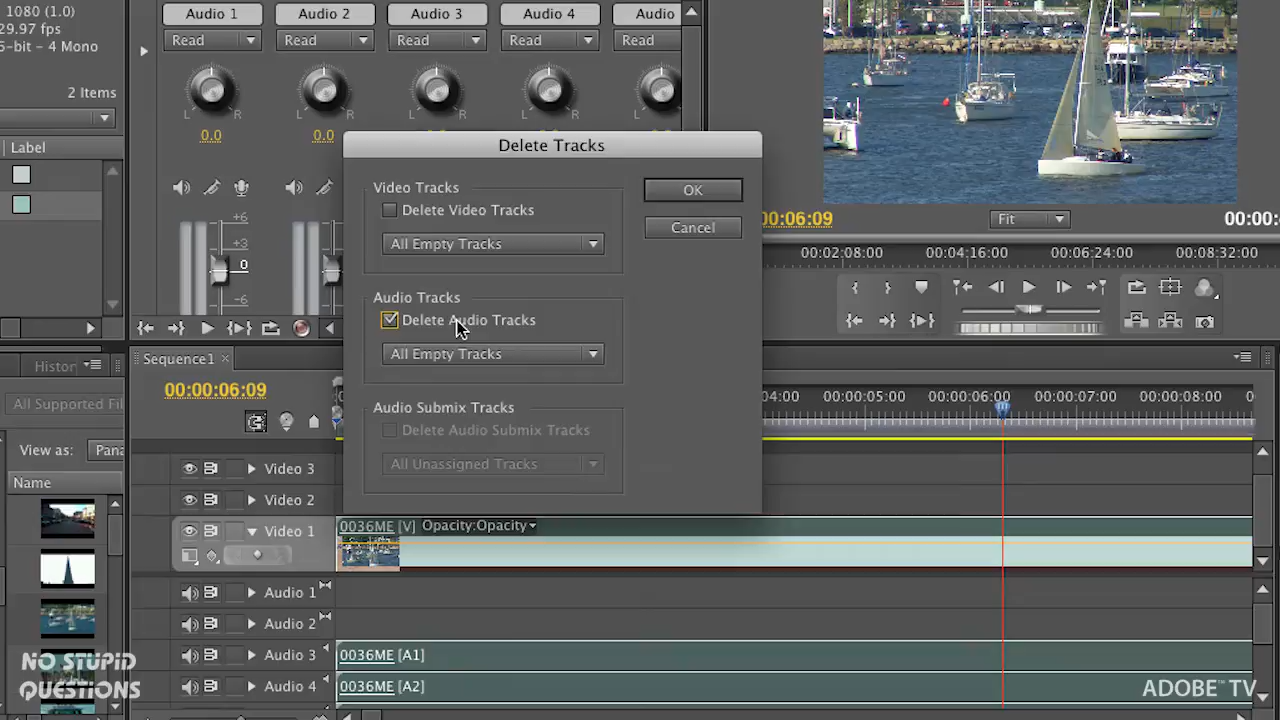 1080 (1.0)
29.97 fps
5-bit - 4 Mono
2 Items
Label
Audio 1 Audio 2 Audio 3 Audio 4 Audio
Read Read Read Read Read
L R L R L R L R L
0.0 0.0
+6
+3
0
-6
Delete Tracks
Video Tracks
Delete Video Tracks
All Empty Tracks
OK
Cancel
Audio Tracks
Delete Audio Tracks
All Empty Tracks
Audio Submix Tracks
Delete Audio Submix Tracks
All Unassigned Tracks
00:06:09 Fit 00:00:
00:02:08:00 00:04:16:00 00:06:24:00 00:08:32:00
Histor
All Supported Fil
View as: Pana
Name
Sequence1
00:00:06:09
04:00 00:00:05:00 00:00:06:00 00:00:07:00 00:00:08:00 0
Video 3
Video 2
Video 1 0036ME [V] Opacity:Opacity
Audio 1
Audio 2
Audio 3 0036ME [A1]
Audio 4 0036ME [A2]
NO STUPID
QUESTIONS
ADOBE™ TV